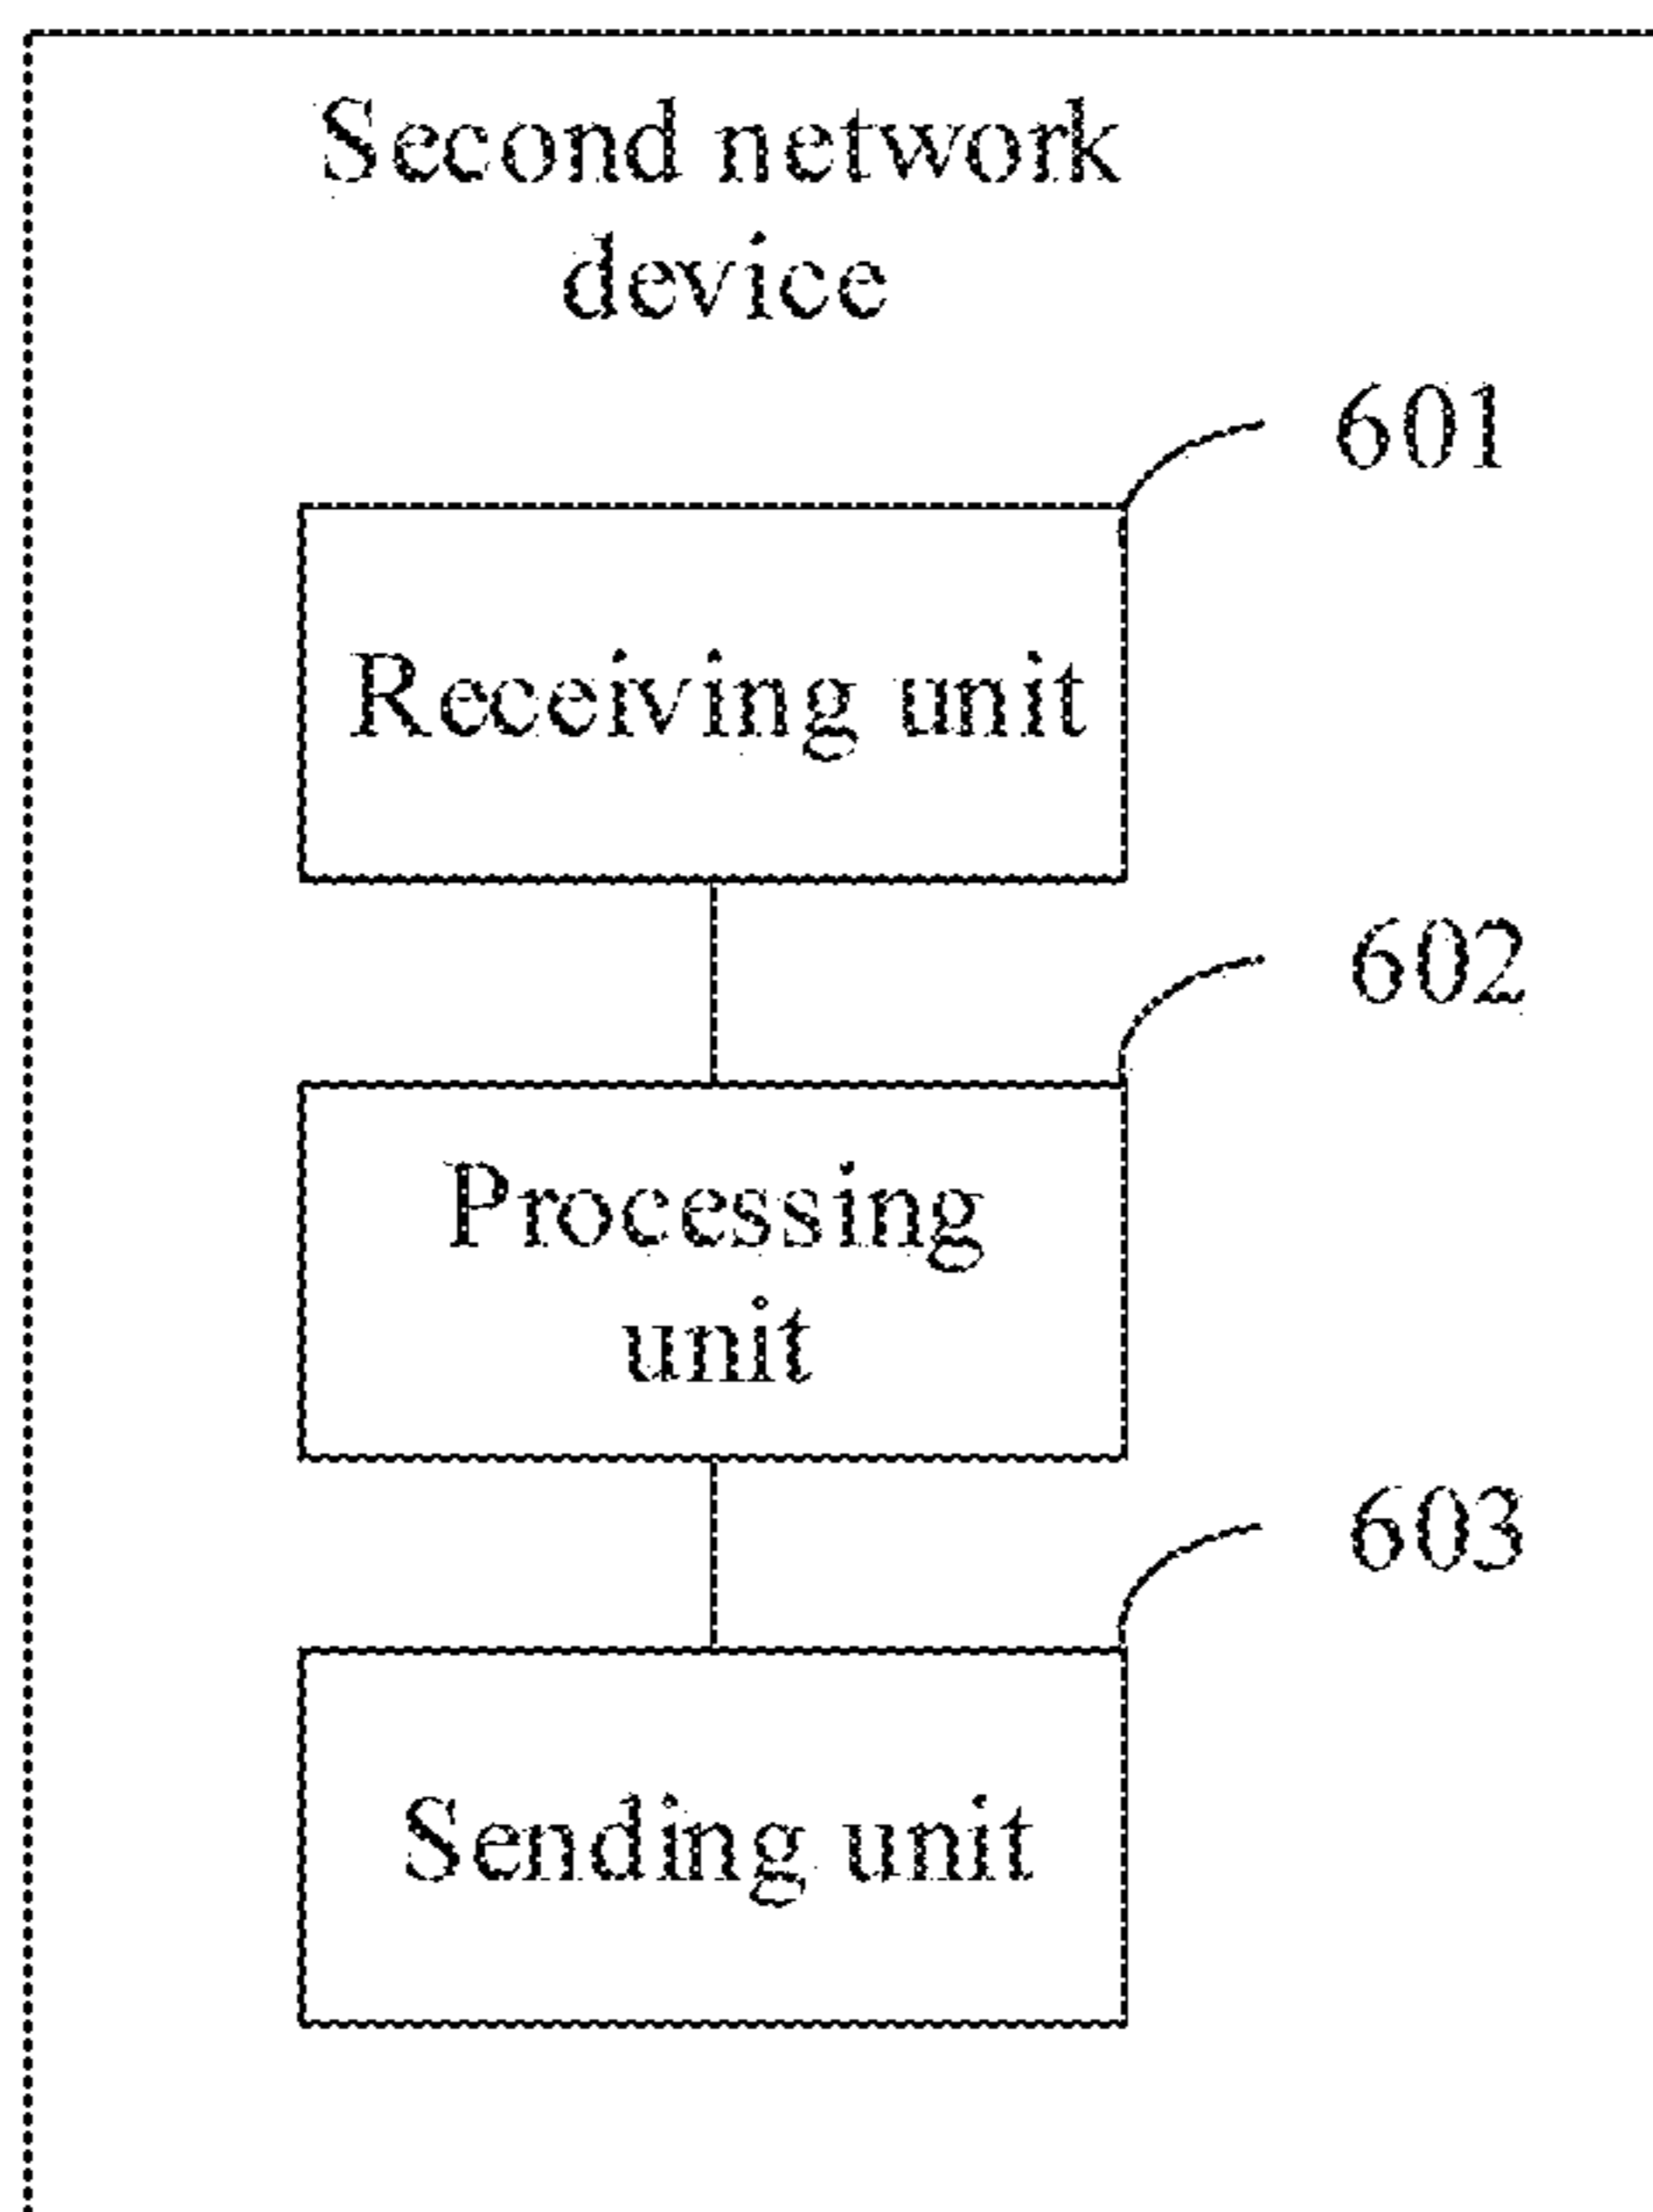 Second network
device
601
Receiving unit
602
Processing
unit
603
Sending unit